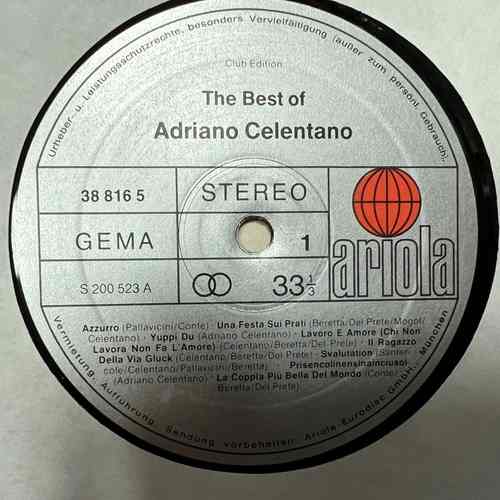 Urheber- u. Leistungsschutzrechte, besonders Vervielfältigung (außer zum persönl. Gebrauch),
Club Edition
The Best of
Adriano Celentano
38 816 5
STEREO
GEMA
1
ariola
S 200 523 A
33 1/3
Azzurro (Pallavicini/Conte) · Una Festa Sui Prati (Beretta/Del Prete/Mogol/
Celentano) · Yuppi Du (Adriano Celentano) · Lavoro E Amore (Chi Non
Lavora Non Fa L'Amore) (Celentano/Beretta/Del Prete) · Il Ragazzo
Della Via Gluck (Celentano/Beretta/Del Prete) · Svalutation (Santer-
cole/Celentano/Pallavicini/Beretta) · Prisencolinensinaincrusol
(Adriano Celentano) · La Coppia Più Bella Del Mondo (Conte/
Beretta/Del Prete)
Vermietung, Aufführung, Sendung vorbehalten. Ariola-Eurodisc GmbH., München